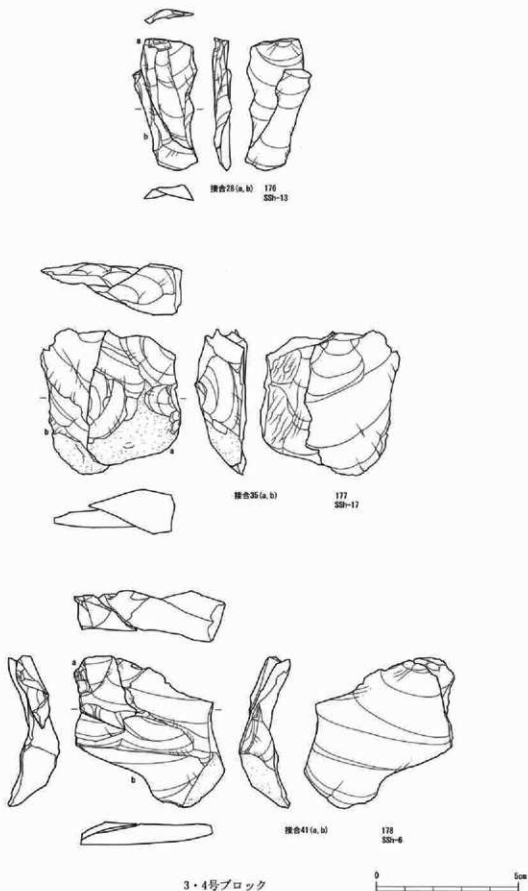 a
b
接合28(a,b) 176
SSh-13
b
a
接合35(a,b) 177
SSh-17
a
b
接合41(a,b) 178
SSh-6
3・4号ブロック
0 5cm